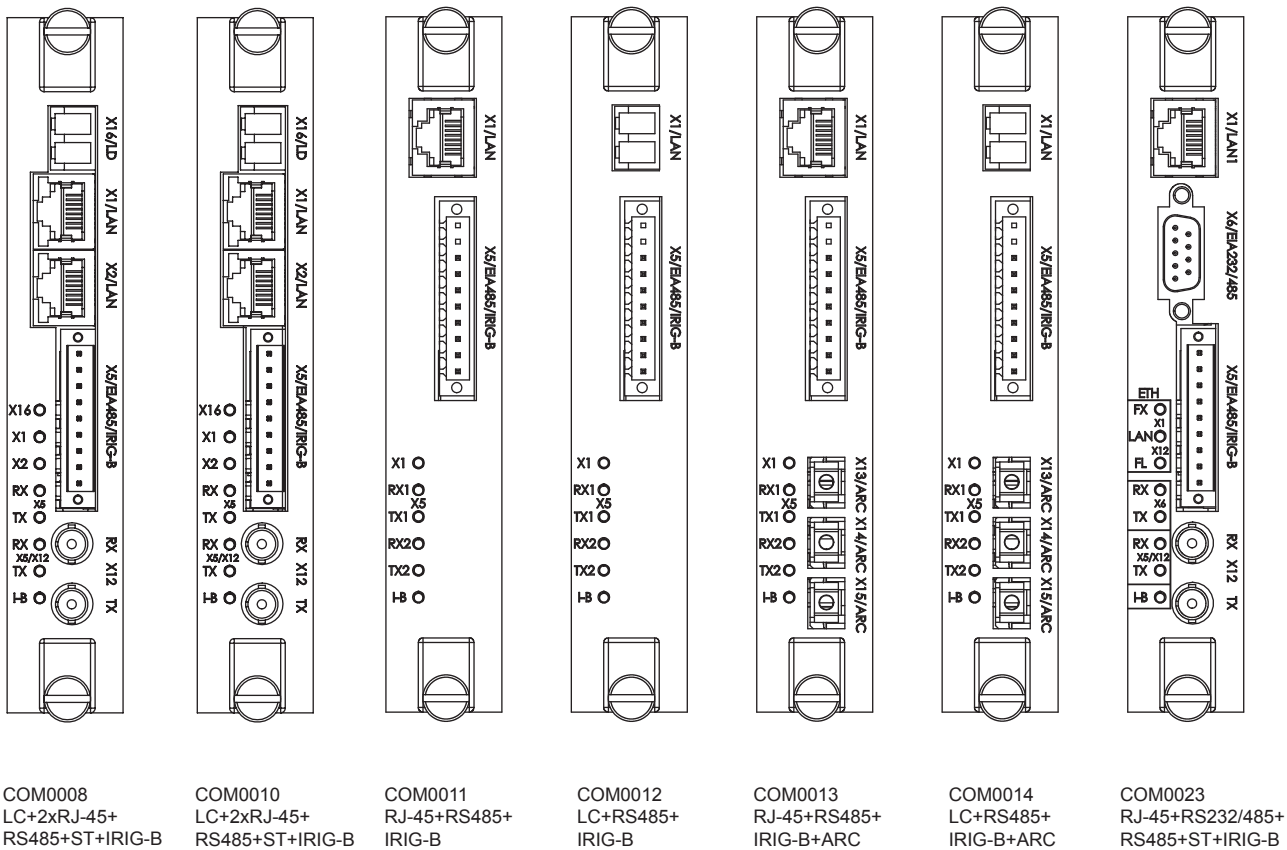 X16/LD
X1/LAN
X2/LAN
X5/EIA485/IRIG-B
X16
X1
X2
RX
X5
TX
RX
X5/X12
TX
I-B
RX X12 TX
X16/LD
X1/LAN
X2/LAN
X5/EIA485/IRIG-B
X16
X1
X2
RX
X5
TX
RX
X5/X12
TX
I-B
RX X12 TX
X1/LAN
X5/EIA485/IRIG-B
X1
RX1
X5
TX1
RX2
TX2
I-B
X1/LAN
X5/EIA485/IRIG-B
X1
RX1
X5
TX1
RX2
TX2
I-B
X1/LAN
X5/EIA485/IRIG-B
X1
RX1
X5
TX1
RX2
TX2
I-B
X13/ARC X14/ARC X15/ARC
X1/LAN
X5/EIA485/IRIG-B
X1
RX1
X5
TX1
RX2
TX2
I-B
X13/ARC X14/ARC X15/ARC
X1/LAN1
X6/EIA232/485
X5/EIA485/IRIG-B
ETH
FX
X1
LAN
X12
FL
RX
X6
TX
RX
X5/X12
TX
I-B
RX X12 TX
COM0008
LC+2xRJ-45+
RS485+ST+IRIG-B
COM0010
LC+2xRJ-45+
RS485+ST+IRIG-B
COM0011
RJ-45+RS485+
IRIG-B
COM0012
LC+RS485+
IRIG-B
COM0013
RJ-45+RS485+
IRIG-B+ARC
COM0014
LC+RS485+
IRIG-B+ARC
COM0023
RJ-45+RS232/485+
RS485+ST+IRIG-B